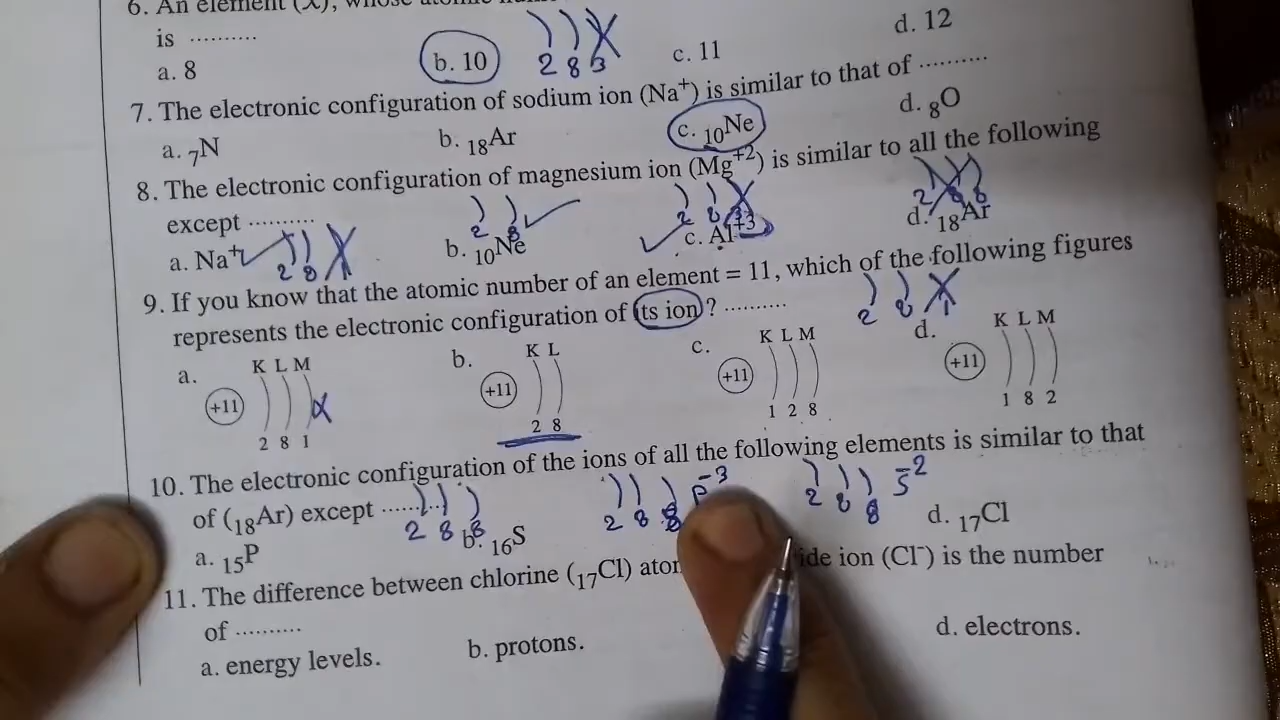 6. An element (X), whose atomic
is ..........
a. 8 b. 10 c. 11 d. 12
2 8 3
7. The electronic configuration of sodium ion (Na⁺) is similar to that of ..........
a. ₇N b. ₁₈Ar c. ₁₀Ne d. ₈O
8. The electronic configuration of magnesium ion (Mg⁺²) is similar to all the following
except ..........
2 8 2 8 3 2 8 8
a. Na⁺ b. ₁₀Ne c. Al⁺³ d. ₁₈Ar
2 8 1
9. If you know that the atomic number of an element = 11, which of the following figures
represents the electronic configuration of its ion? ..........
2 8 1
a. b. c. d.
K L M K L K L M K L M
+11 +11 +11 +11
2 8 1 2 8 1 2 8 1 8 2
10. The electronic configuration of the ions of all the following elements is similar to that
of (₁₈Ar) except ..........
2 8 8 2 8 8 P⁻³ 2 8 8 S⁻²
a. ₁₅P b. ₁₆S d. ₁₇Cl
11. The difference between chlorine (₁₇Cl) ion (Cl⁻) is the number
of ..........
a. energy levels. b. protons. d. electrons.